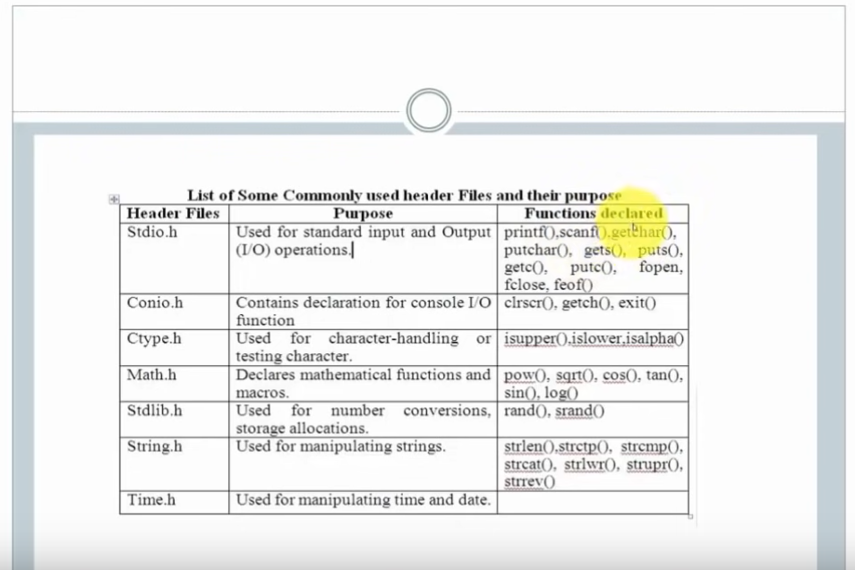 List of Some Commonly used header Files and their purpose
Header Files Purpose Functions declared
Stdio.h Used for standard input and Output printf(),scanf(),getchar(),
(I/O) operations. putchar(), gets(), puts(),
getc(), putc(), fopen,
fclose, feof()
Conio.h Contains declaration for console I/O clrscr(), getch(), exit()
function
Ctype.h Used for character-handling or isupper(),islower,isalpha()
testing character.
Math.h Declares mathematical functions and pow(), sqrt(), cos(), tan(),
macros. sin(), log()
Stdlib.h Used for number conversions, rand(), srand()
storage allocations.
String.h Used for manipulating strings. strlen(),strctp(), strcmp(),
strcat(), strlwr(), strupr(),
strrev()
Time.h Used for manipulating time and date.